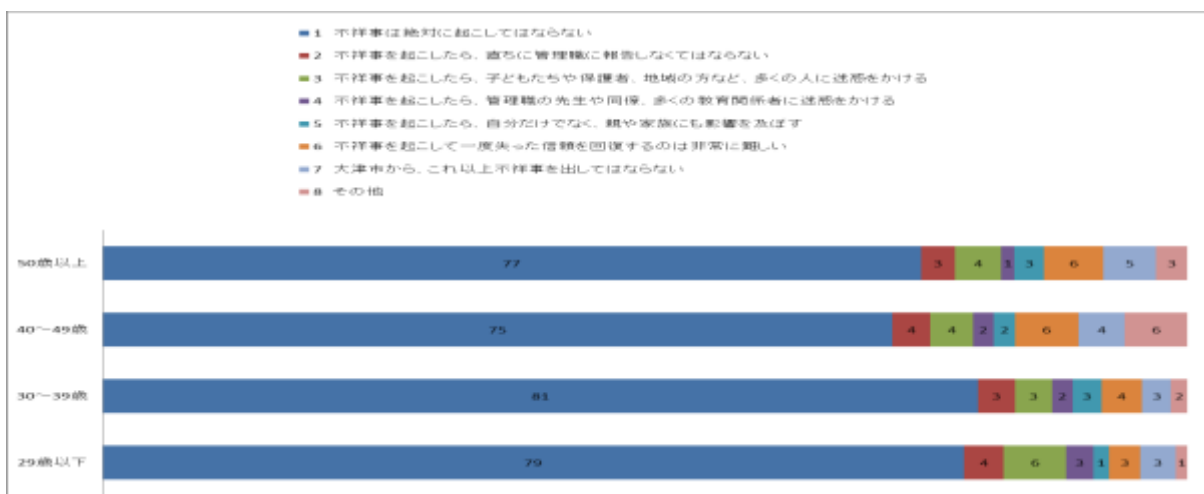 1 不祥事は絶対に起こしてはならない
2 不祥事を起こしたら、直ちに管理職に報告しなくてはならない
3 不祥事を起こしたら、子どもたちや保護者、地域の方など、多くの人に迷惑をかける
4 不祥事を起こしたら、管理職の先生や同僚、多くの教育関係者に迷惑をかける
5 不祥事を起こしたら、自分だけでなく、親や家族にも影響を及ぼす
6 不祥事を起こして一度失った信頼を回復するのは非常に難しい
7 大津市から、これ以上不祥事を出してはならない
8 その他
50歳以上 77 3 4 1 3 6 5 3
40～49歳 75 4 4 2 2 6 4 6
30～39歳 81 3 3 2 3 4 3 2
29歳以下 79 4 6 3 1 3 3 1